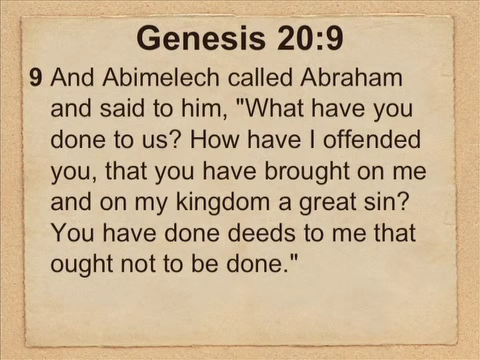 Genesis 20:9
9 And Abimelech called Abraham
and said to him, "What have you
done to us? How have I offended
you, that you have brought on me
and on my kingdom a great sin?
You have done deeds to me that
ought not to be done."